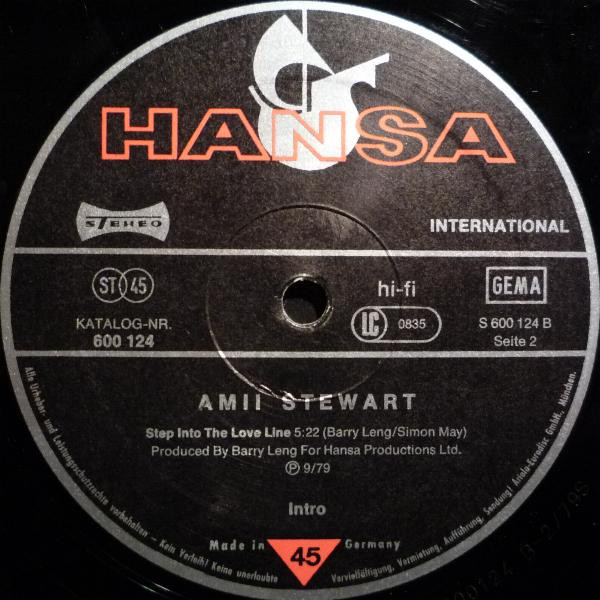 HANSA
STEREO
INTERNATIONAL
ST 45
hi-fi
GEMA
KATALOG-NR.
600 124
LC 0835
S 600 124 B
Seite 2
AMII STEWART
Step Into The Love Line 5:22 (Barry Leng/Simon May)
Produced By Barry Leng For Hansa Productions Ltd.
Ⓟ 9/79
Intro
Made in 45 Germany
Alle Urheber- und Leistungsschutzrechte vorbehalten – Kein Verleih! Keine unerlaubte Vervielfältigung, Vermietung, Aufführung, Sendung! Ariola-Eurodisc GmbH., München.